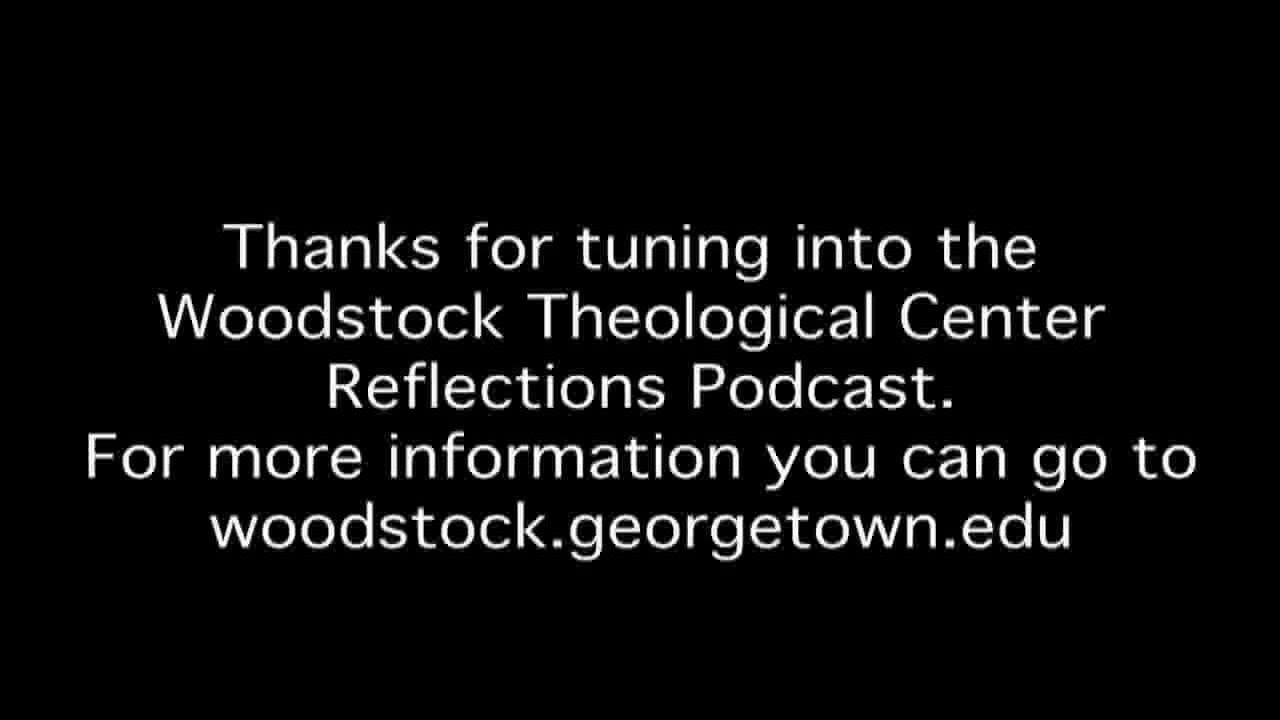 Thanks for tuning into the
Woodstock Theological Center
Reflections Podcast.
For more information you can go to
woodstock.georgetown.edu